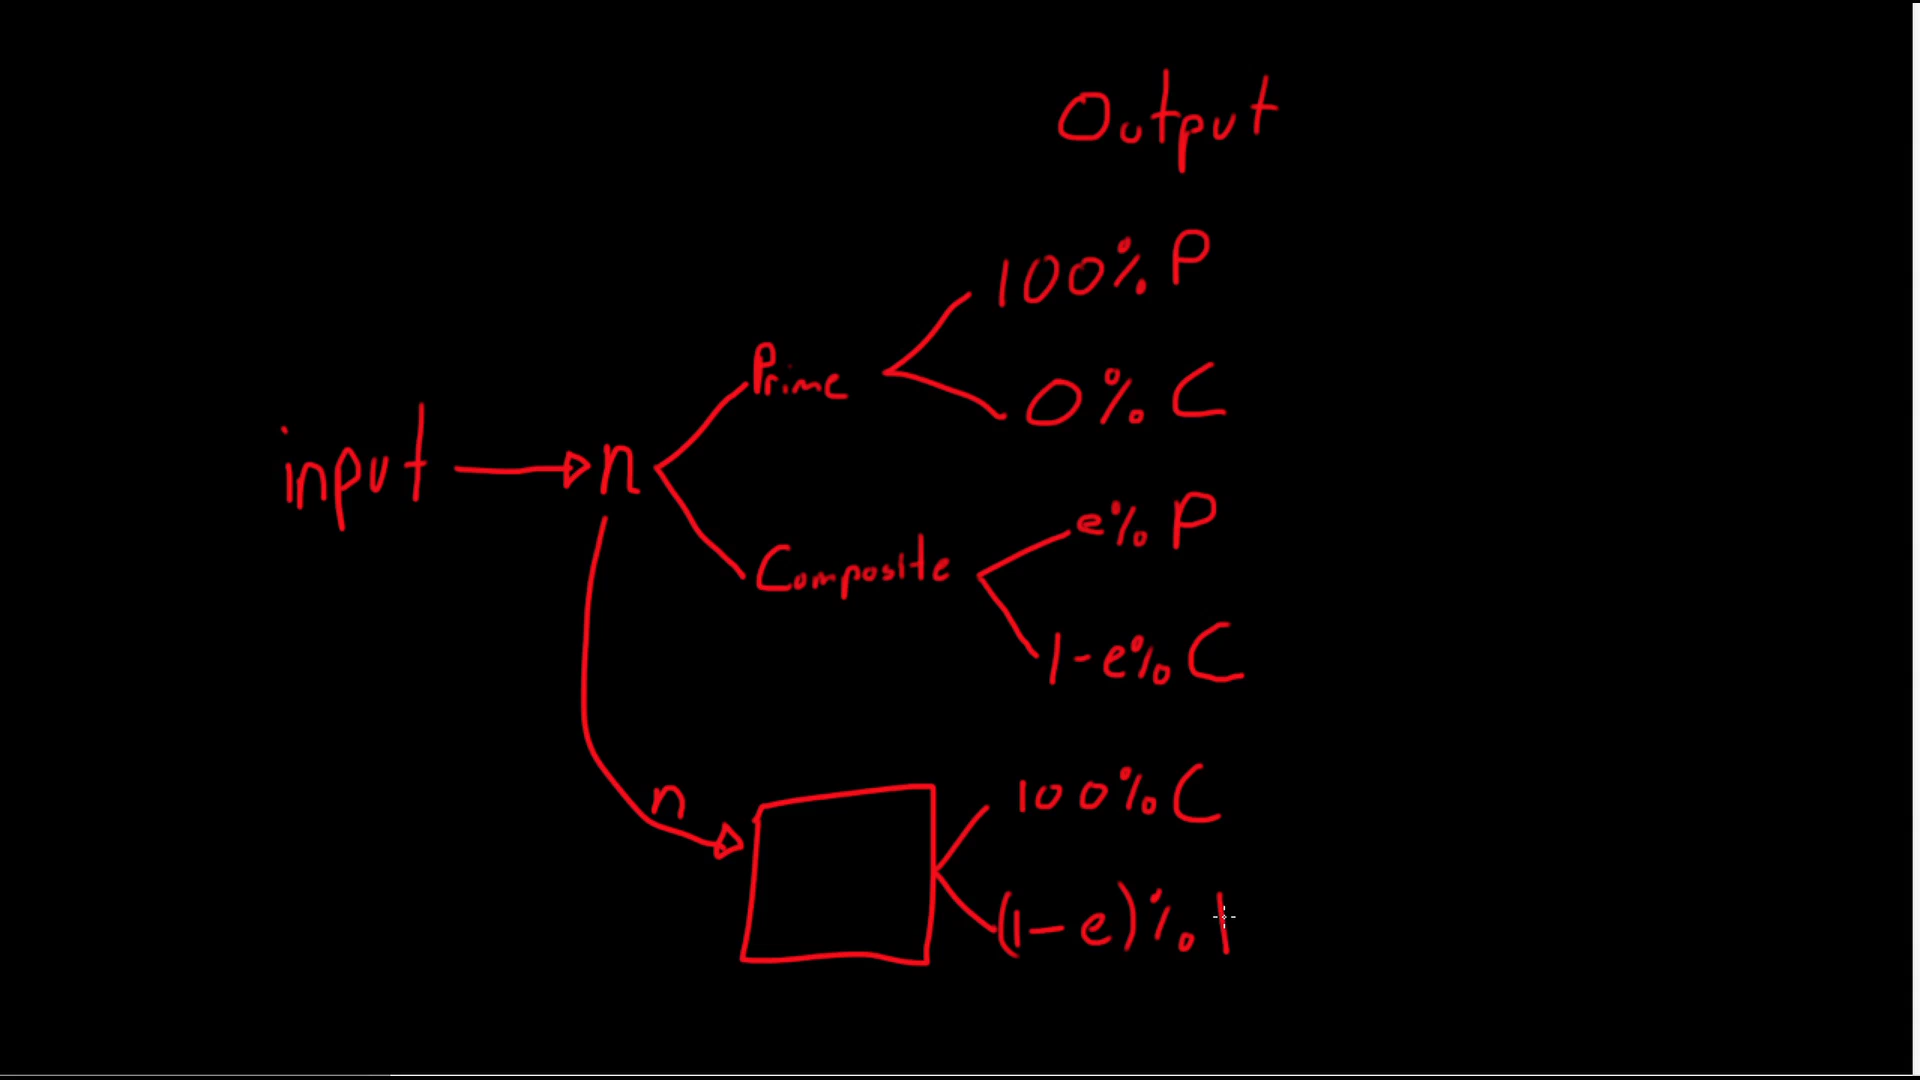 Output
100% P
Prime
0% C
input
n
e% P
Composite
1-e% C
n
100% C
(1-e)%